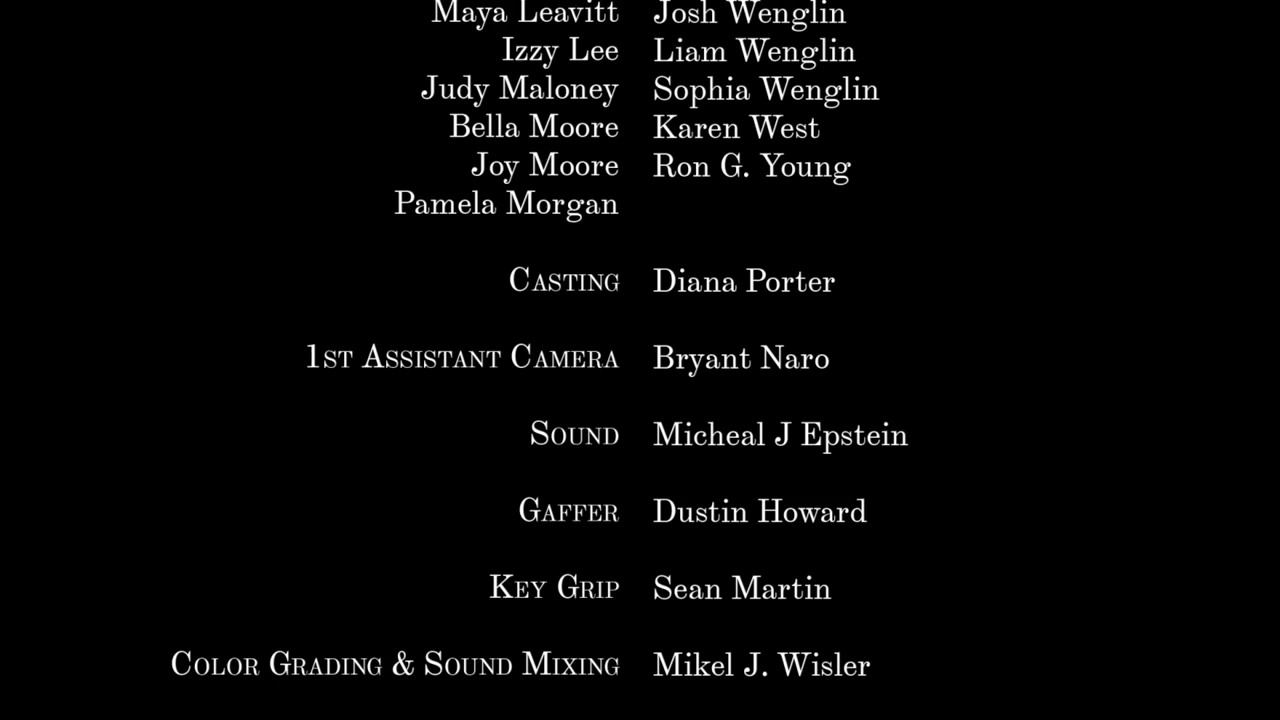 Maya Leavitt Josh Wenglin
Izzy Lee Liam Wenglin
Judy Maloney Sophia Wenglin
Bella Moore Karen West
Joy Moore Ron G. Young
Pamela Morgan
Casting Diana Porter
1st Assistant Camera Bryant Naro
Sound Micheal J Epstein
Gaffer Dustin Howard
Key Grip Sean Martin
Color Grading & Sound Mixing Mikel J. Wisler